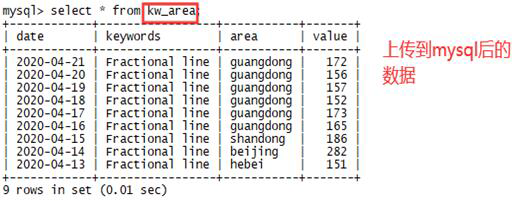 mysql> select * from kw_area;
+------------+-----------------+-----------+-------+
| date | keywords | area | value |
+------------+-----------------+-----------+-------+
| 2020-04-21 | Fractional line | guangdong | 172 |
| 2020-04-20 | Fractional line | guangdong | 156 |
| 2020-04-19 | Fractional line | guangdong | 157 |
| 2020-04-18 | Fractional line | guangdong | 152 |
| 2020-04-17 | Fractional line | guangdong | 173 |
| 2020-04-16 | Fractional line | guangdong | 165 |
| 2020-04-15 | Fractional line | shandong | 186 |
| 2020-04-14 | Fractional line | beijing | 282 |
| 2020-04-13 | Fractional line | hebei | 151 |
+------------+-----------------+-----------+-------+
9 rows in set (0.01 sec)
上传到mysql后的
数据